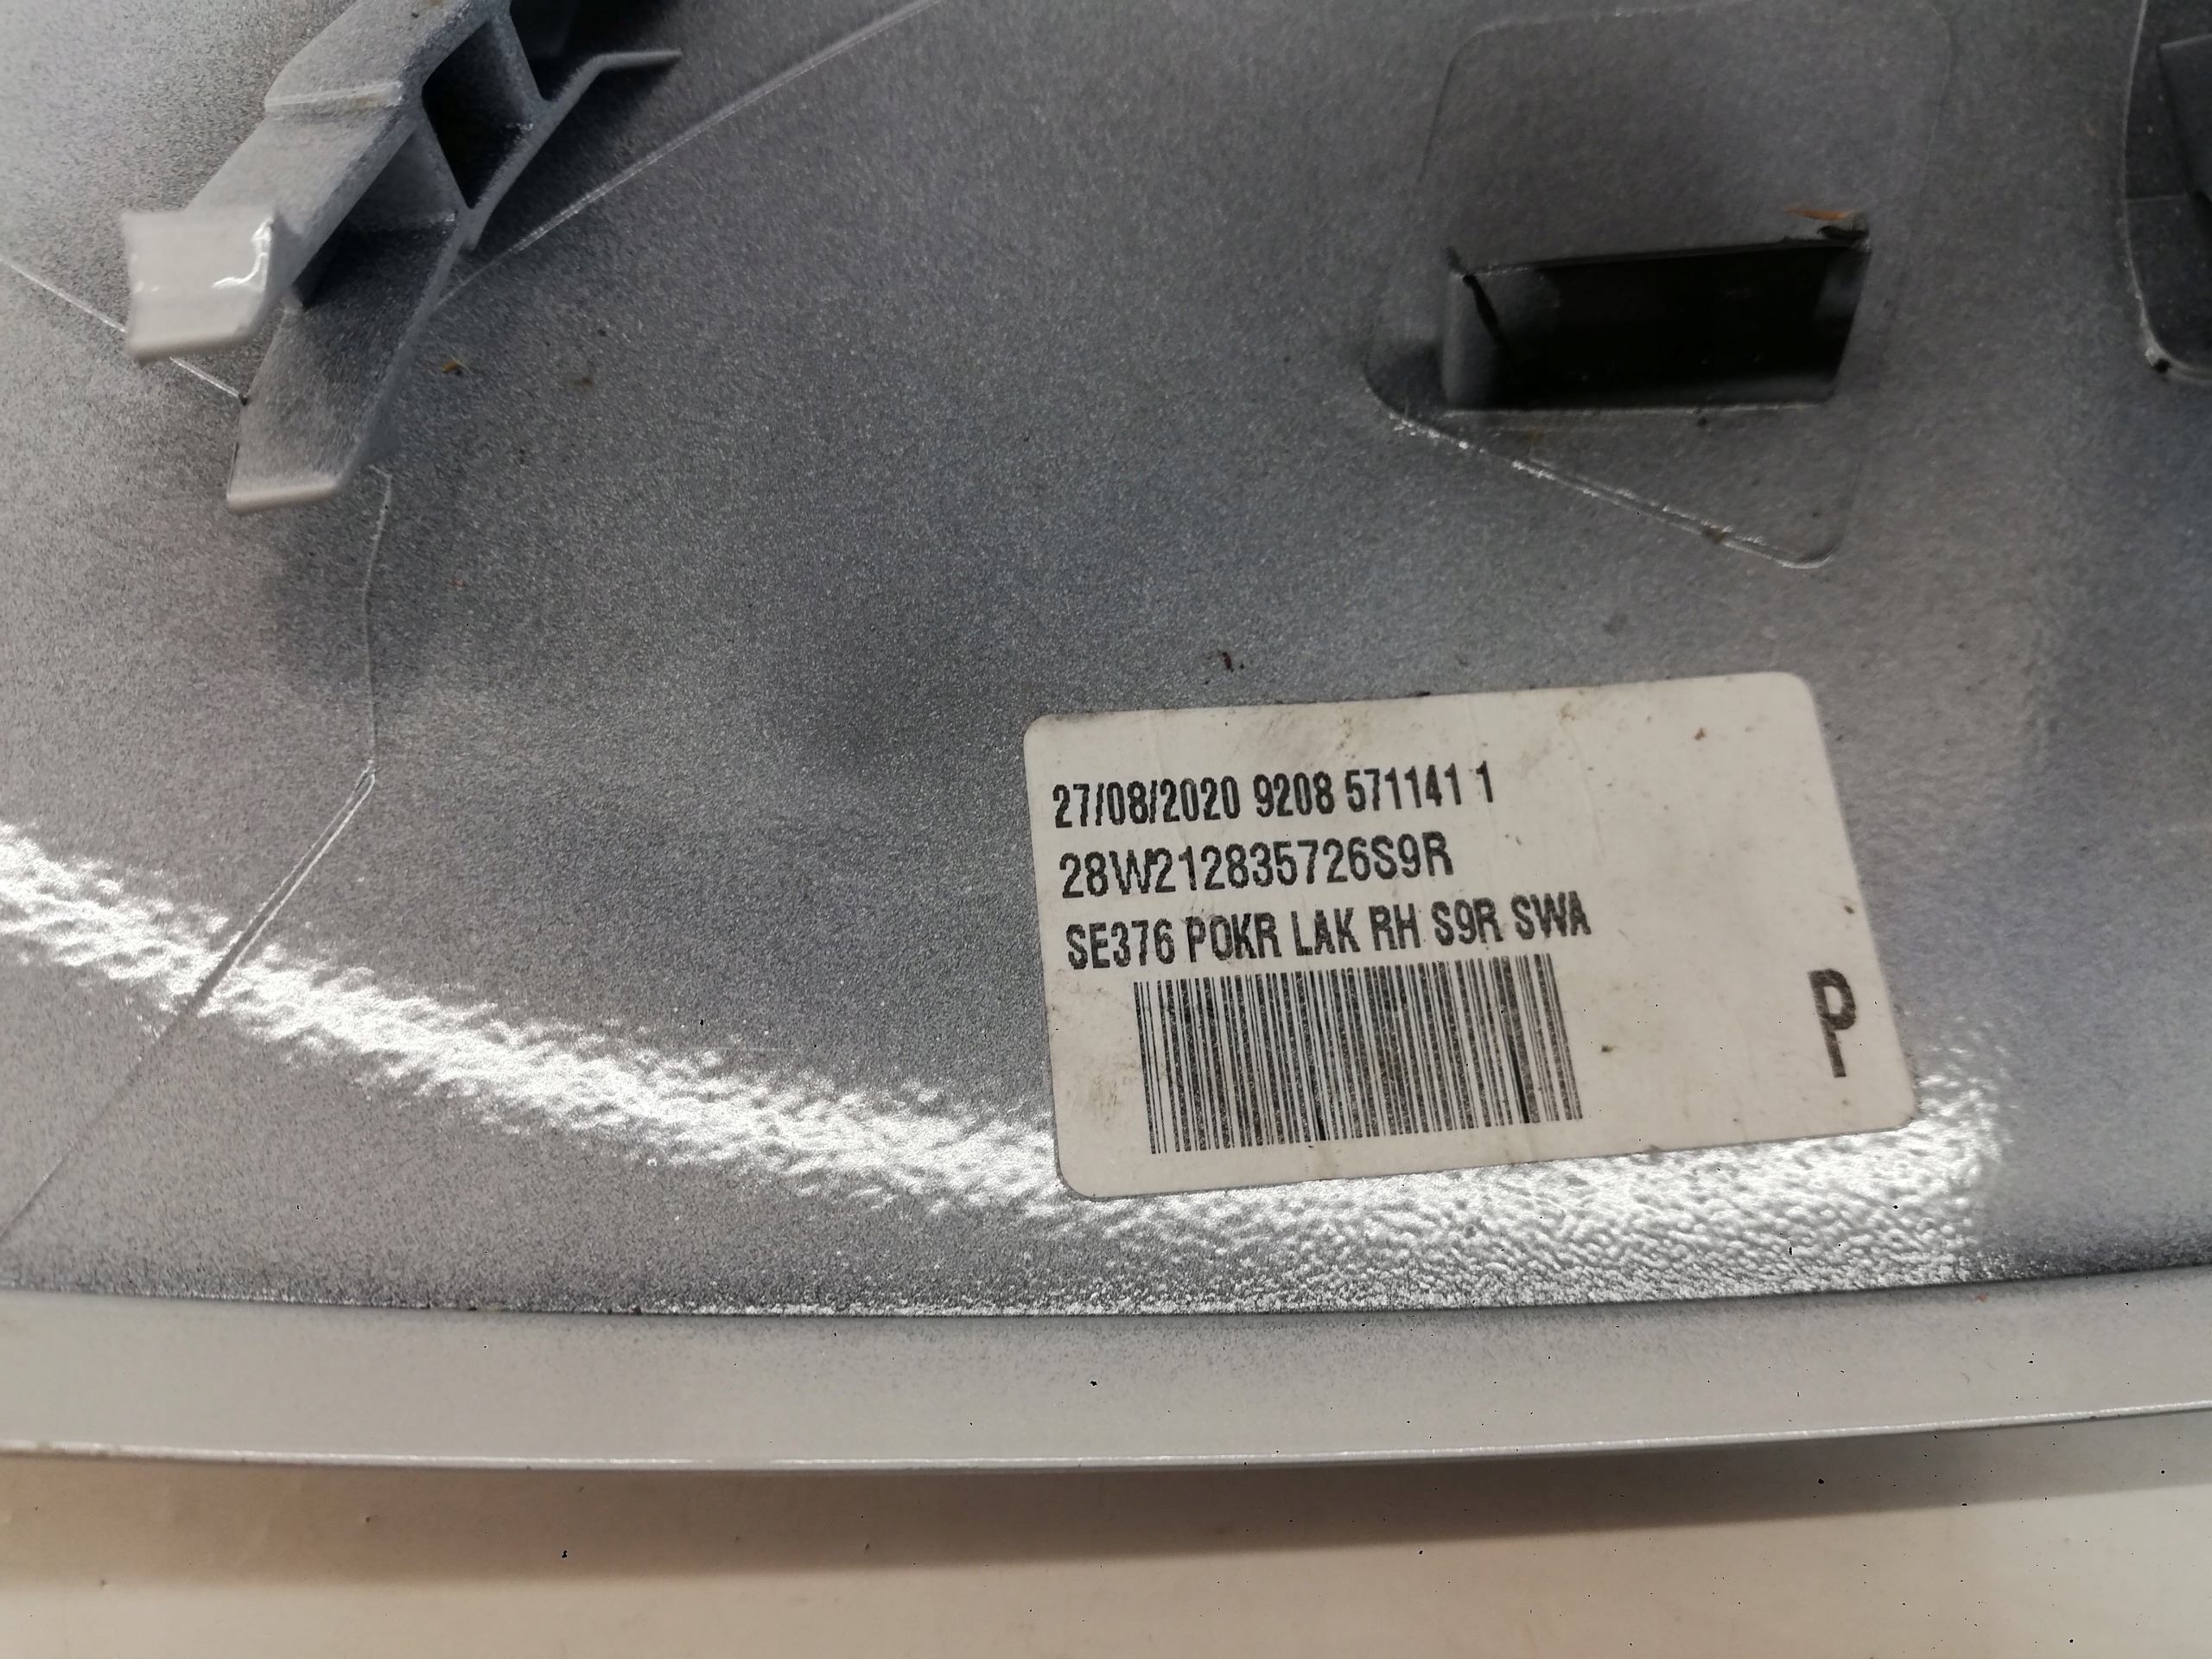 27/08/2020 9208 571141 1
28W212835726S9R
SE376 POKR LAK RH S9R SWA
P